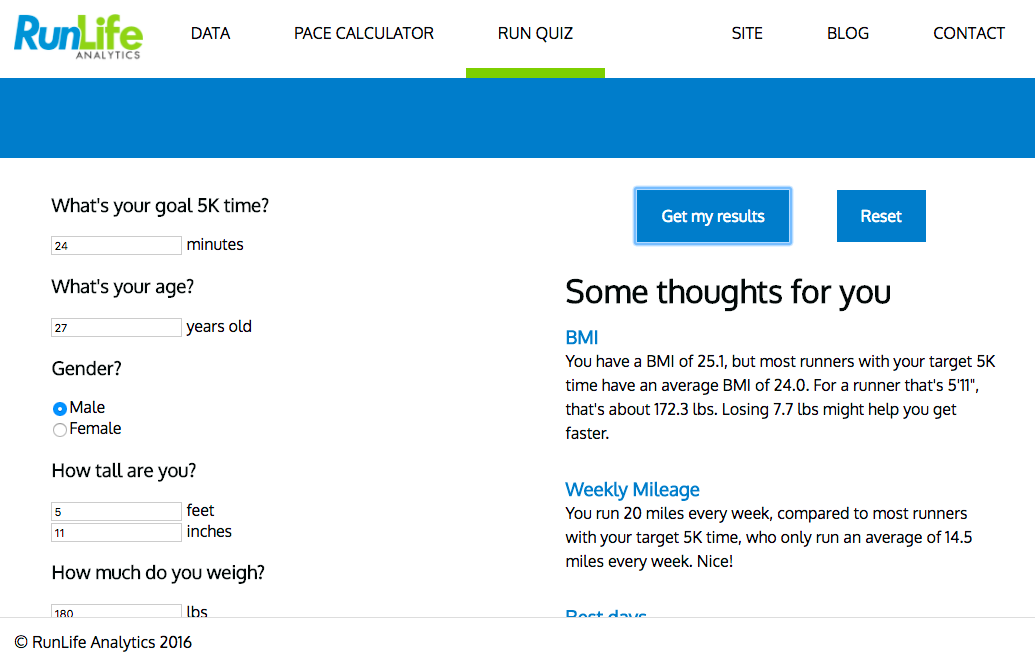 RunLife
ANALYTICS
DATA
PACE CALCULATOR
RUN QUIZ
SITE
BLOG
CONTACT
What's your goal 5K time?
24 minutes
What's your age?
27 years old
Gender?
Male
Female
How tall are you?
5 feet
11 inches
How much do you weigh?
180 lbs
Get my results
Reset
Some thoughts for you
BMI
You have a BMI of 25.1, but most runners with your target 5K
time have an average BMI of 24.0. For a runner that's 5'11",
that's about 172.3 lbs. Losing 7.7 lbs might help you get
faster.
Weekly Mileage
You run 20 miles every week, compared to most runners
with your target 5K time, who only run an average of 14.5
miles every week. Nice!
© RunLife Analytics 2016